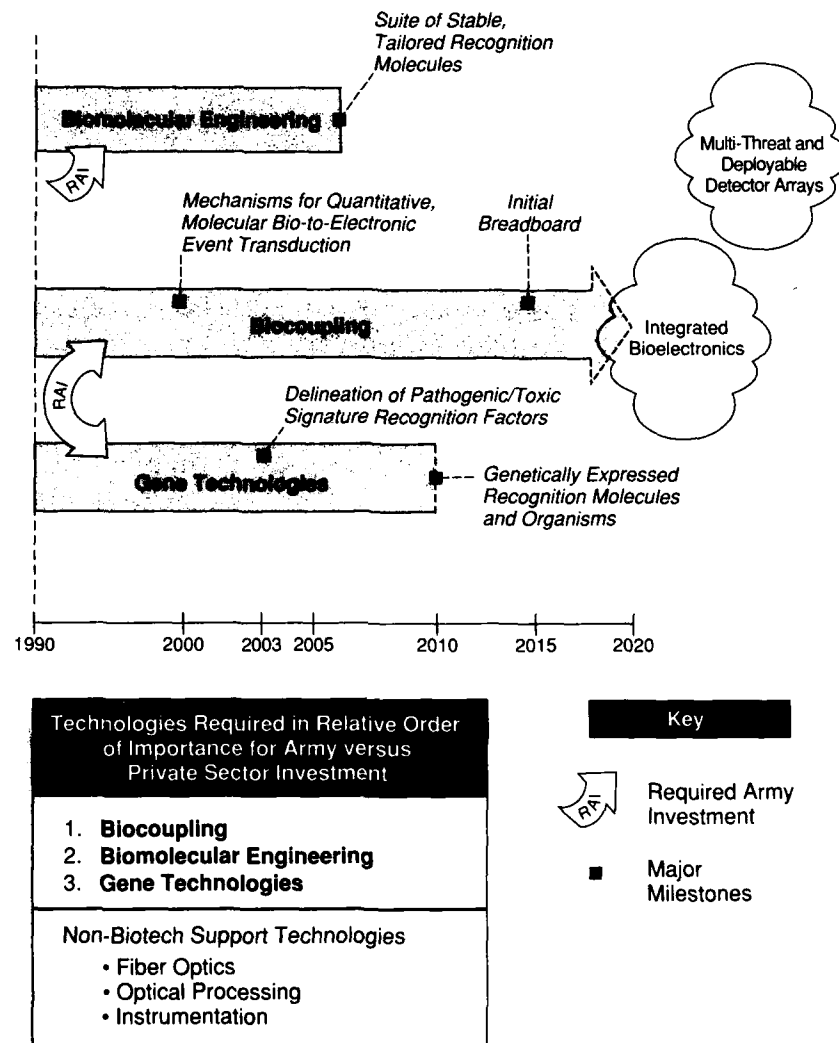 Suite of Stable,
Tailored Recognition
Molecules
Biomolecular Engineering
RAI
Multi-Threat and
Deployable
Detector Arrays
Mechanisms for Quantitative,
Molecular Bio-to-Electronic
Event Transduction
Initial
Breadboard
Biocoupling
Integrated
Bioelectronics
RAI
Delineation of Pathogenic/Toxic
Signature Recognition Factors
Gene Technologies
Genetically Expressed
Recognition Molecules
and Organisms
1990 2000 2003 2005 2010 2015 2020
Technologies Required in Relative Order
of Importance for Army versus
Private Sector Investment
1. Biocoupling
2. Biomolecular Engineering
3. Gene Technologies
Non-Biotech Support Technologies
• Fiber Optics
• Optical Processing
• Instrumentation
Key
RAI
Required Army
Investment
Major
Milestones